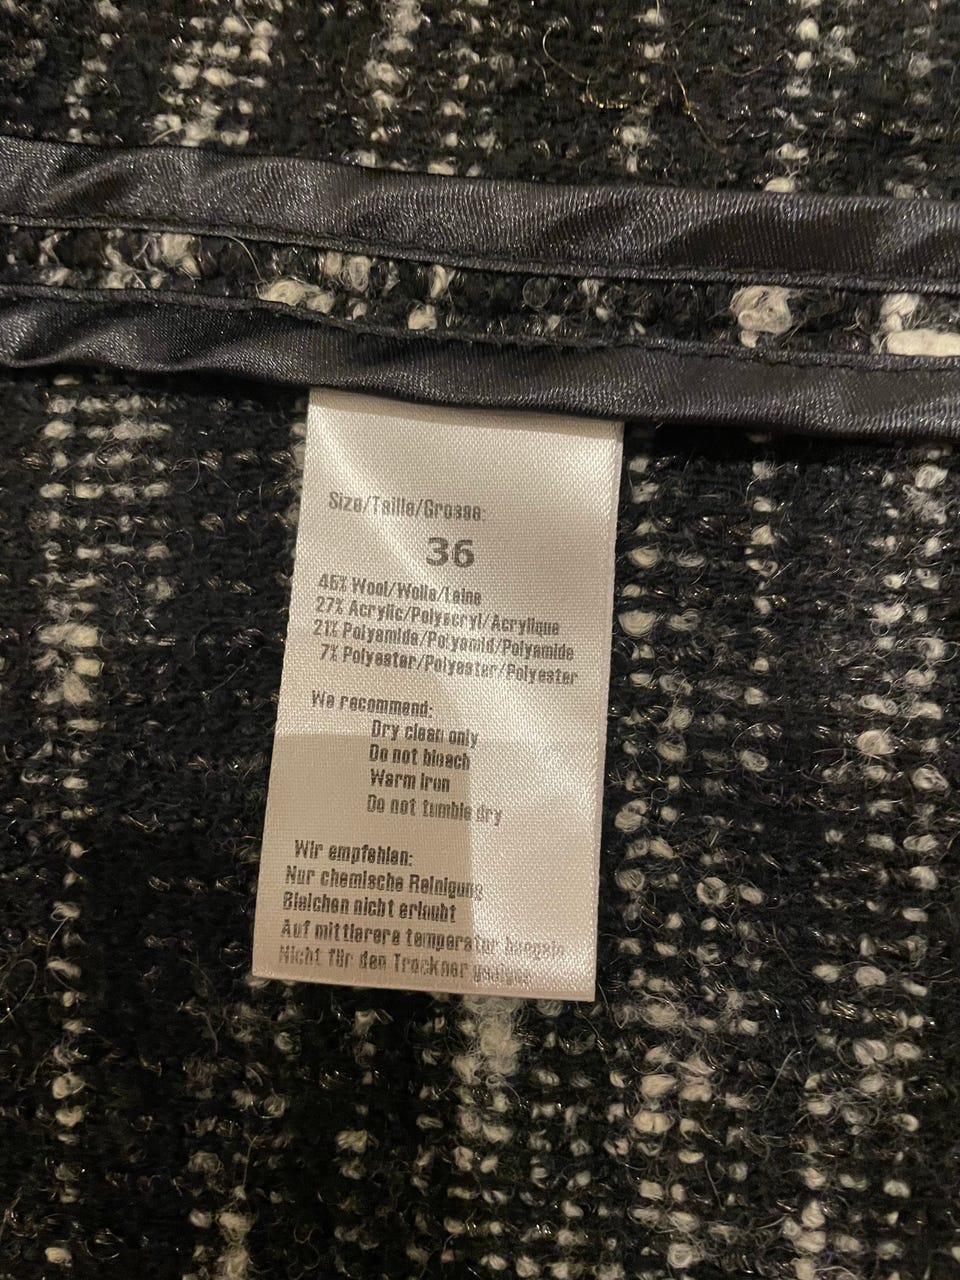 Size/Taille/Grosse:
36
45% Wool/Wolle/Laine
27% Acrylic/Polyacryl/Acrylique
21% Polyamide/Polyamid/Polyamide
7% Polyester/Polyester/Polyester
We recommend:
Dry clean only
Do not bleach
Warm Iron
Do not tumble dry
Wir empfehlen:
Nur chemische Reinigung
Bleichen nicht erlaubt
Auf mittlerere temperatur buegeln
Nicht für den Trockner